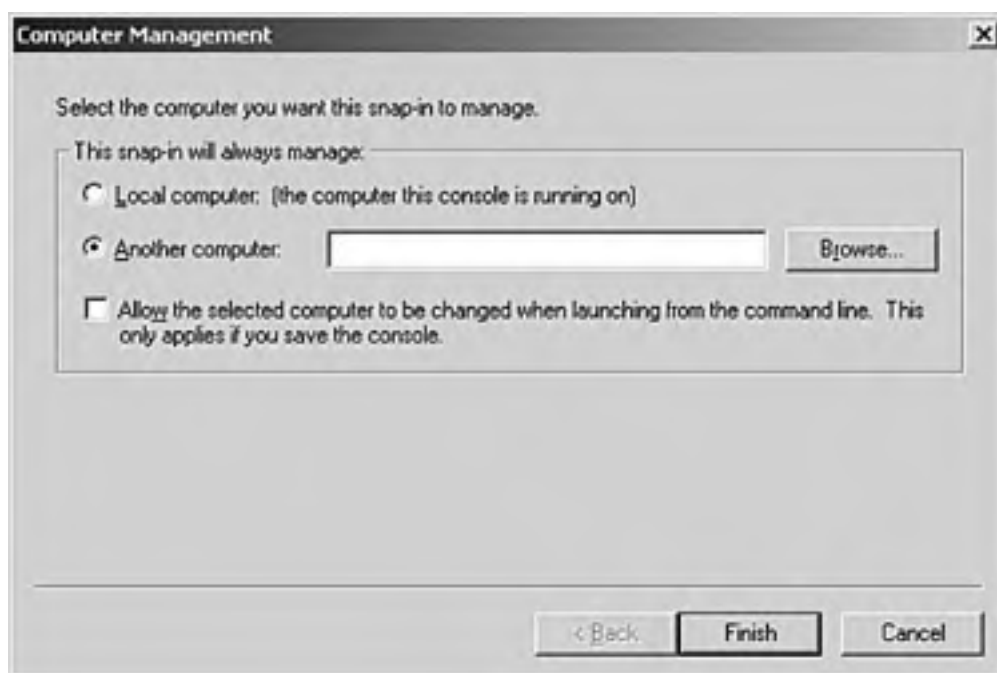 Computer Management
Select the computer you want this snap-in to manage.
This snap-in will always manage:
Local computer: (the computer this console is running on)
Another computer:
Browse...
Allow the selected computer to be changed when launching from the command line. This
only applies if you save the console.
< Back
Finish
Cancel